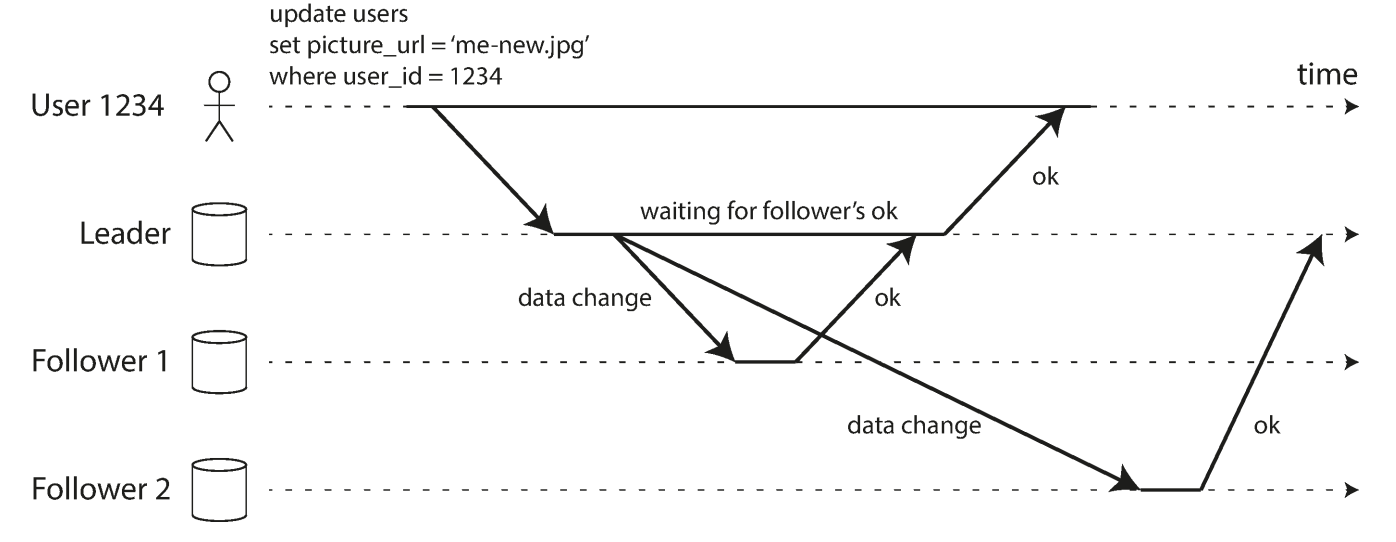 update users
set picture_url = ‘me-new.jpg’
where user_id = 1234
time
User 1234
ok
waiting for follower’s ok
Leader
data change
ok
Follower 1
data change
ok
Follower 2